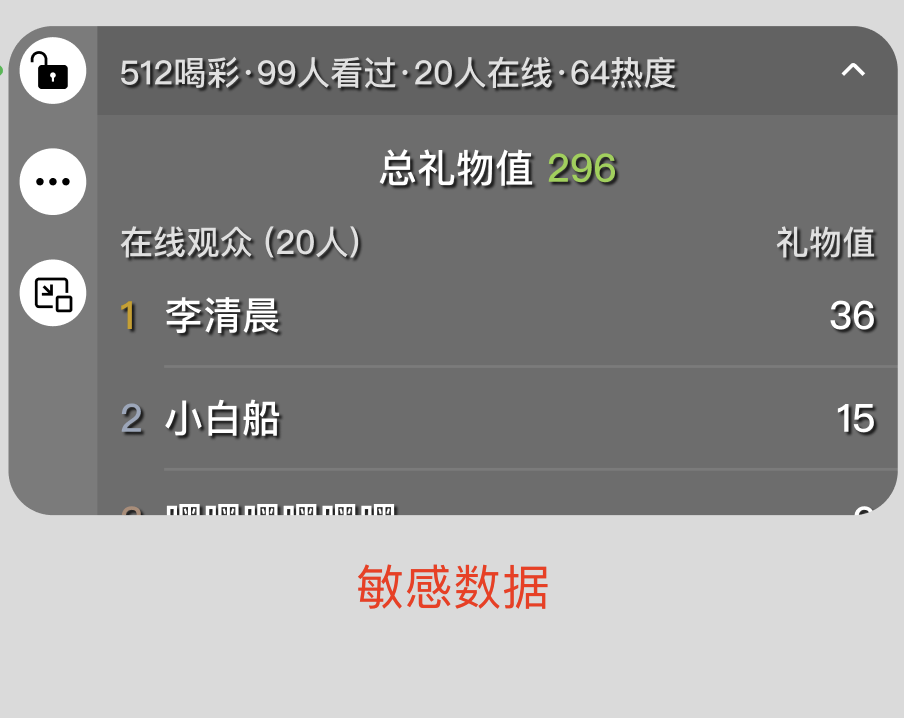 512喝彩·99人看过·20人在线·64热度
总礼物值 296
在线观众 (20人)
礼物值
1 李清晨 36
2 小白船 15
敏感数据